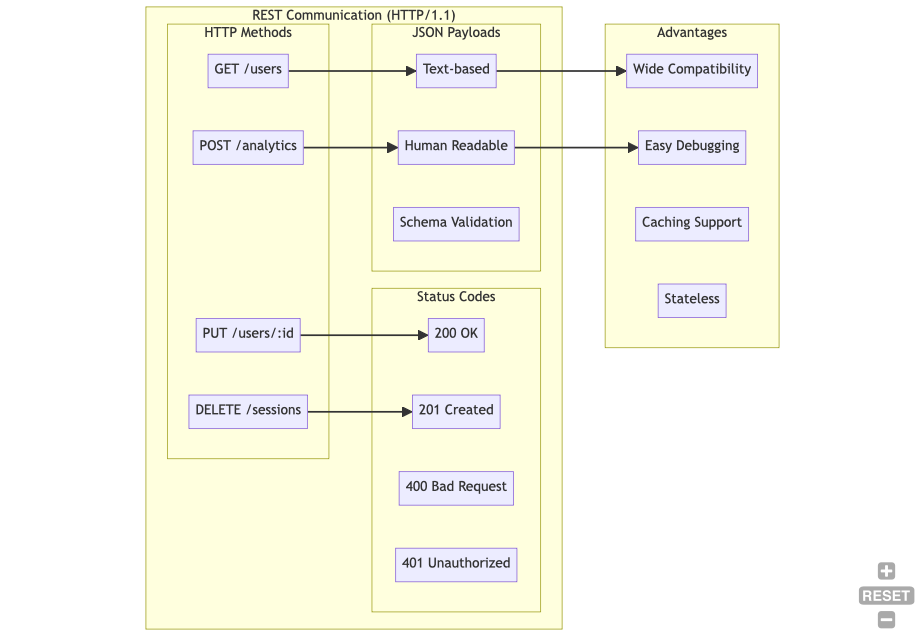 REST Communication (HTTP/1.1)
HTTP Methods
GET /users
POST /analytics
PUT /users/:id
DELETE /sessions
JSON Payloads
Text-based
Human Readable
Schema Validation
Status Codes
200 OK
201 Created
400 Bad Request
401 Unauthorized
Advantages
Wide Compatibility
Easy Debugging
Caching Support
Stateless
RESET